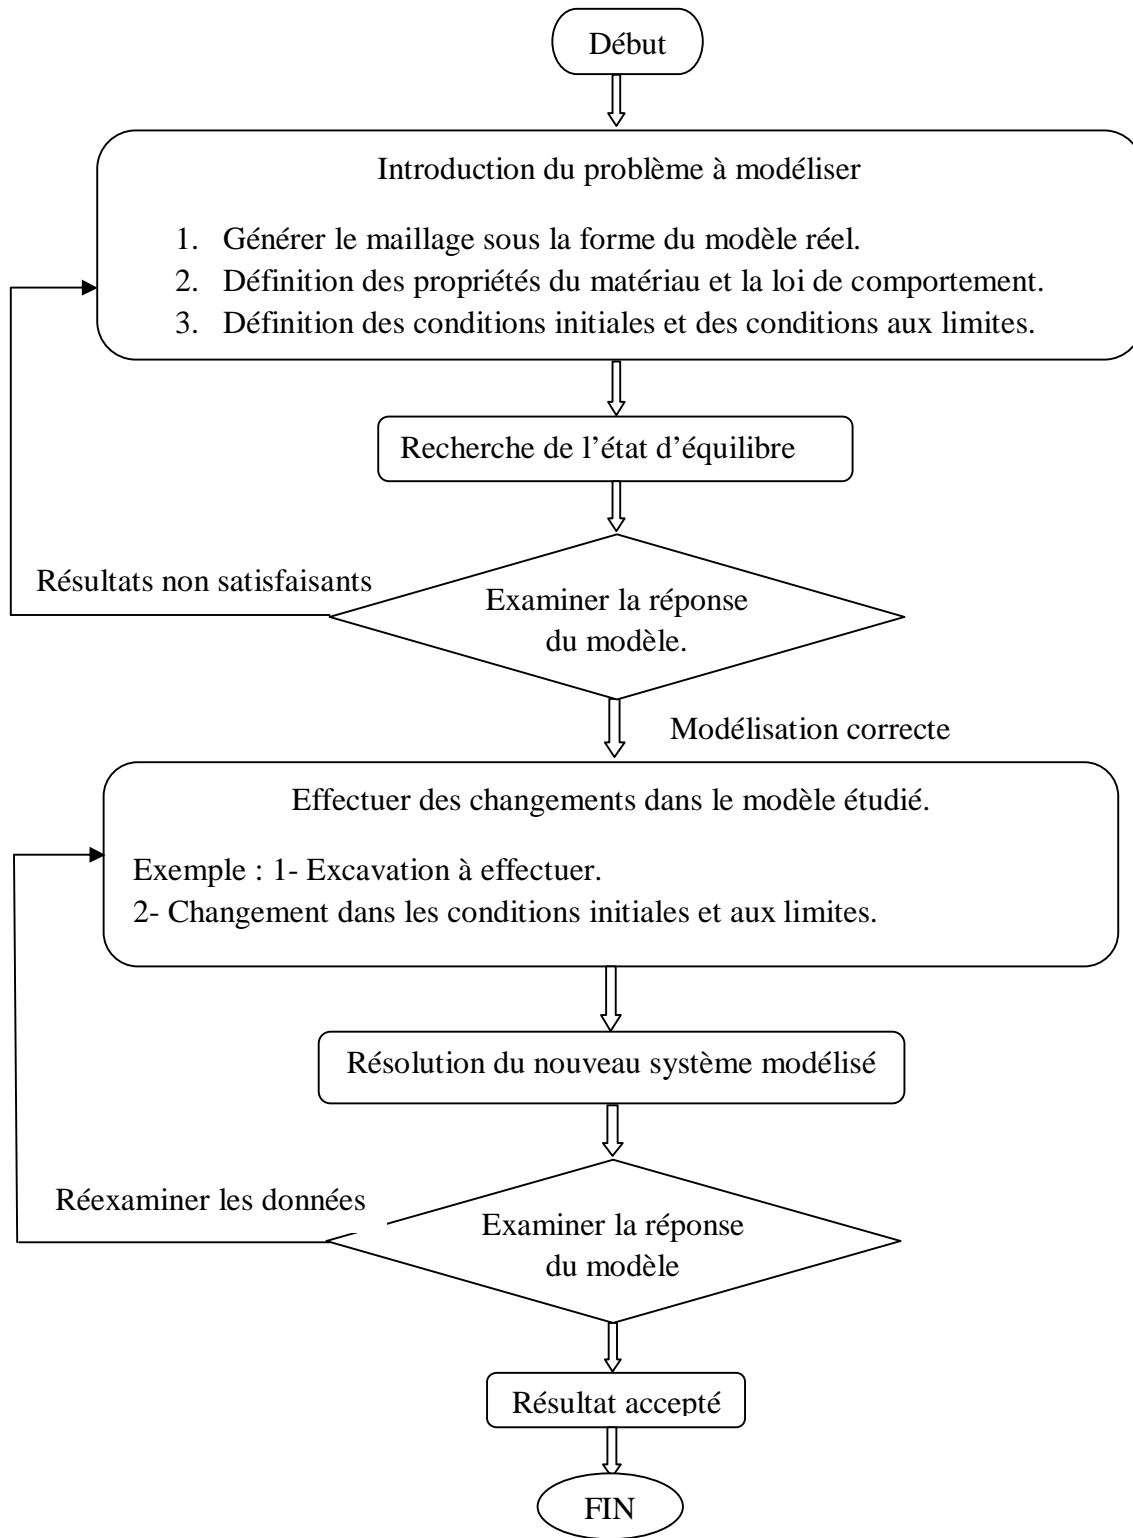 Début
Introduction du problème à modéliser
1. Générer le maillage sous la forme du modèle réel.
2. Définition des propriétés du matériau et la loi de comportement.
3. Définition des conditions initiales et des conditions aux limites.
Recherche de l’état d’équilibre
Résultats non satisfaisants
Examiner la réponse
du modèle.
Modélisation correcte
Effectuer des changements dans le modèle étudié.
Exemple : 1- Excavation à effectuer.
2- Changement dans les conditions initiales et aux limites.
Résolution du nouveau système modélisé
Réexaminer les données
Examiner la réponse
du modèle
Résultat accepté
FIN